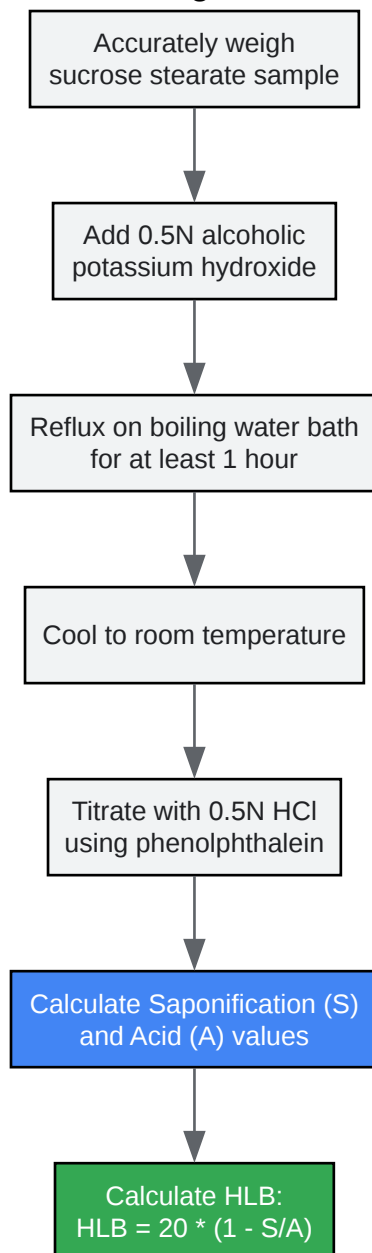 Accurately weigh
sucrose stearate sample
Add 0.5N alcoholic
potassium hydroxide
Reflux on boiling water bath
for at least 1 hour
Cool to room temperature
Titrate with 0.5N HCl
using phenolphthalein
Calculate Saponification (S)
and Acid (A) values
Calculate HLB:
HLB = 20 * (1 - S/A)